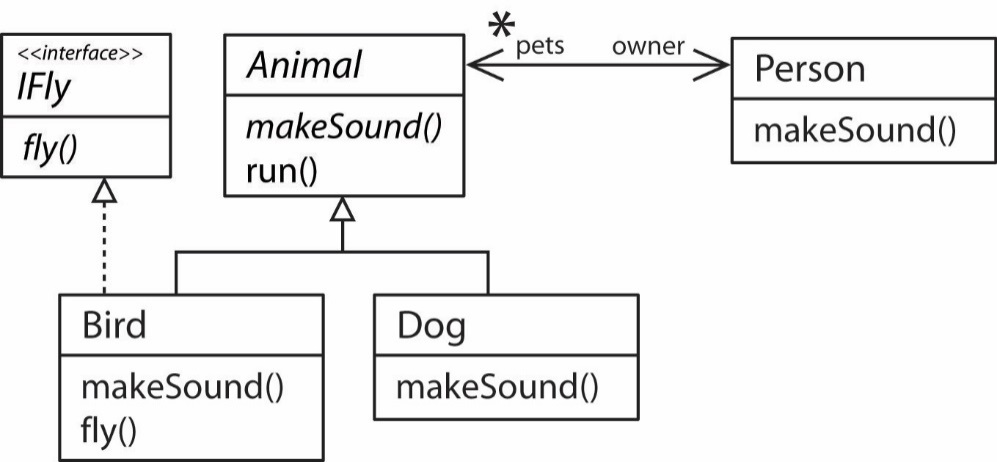 <<interface>>
IFly
fly()
Animal
makeSound()
run()
*
pets
owner
Person
makeSound()
Bird
makeSound()
fly()
Dog
makeSound()